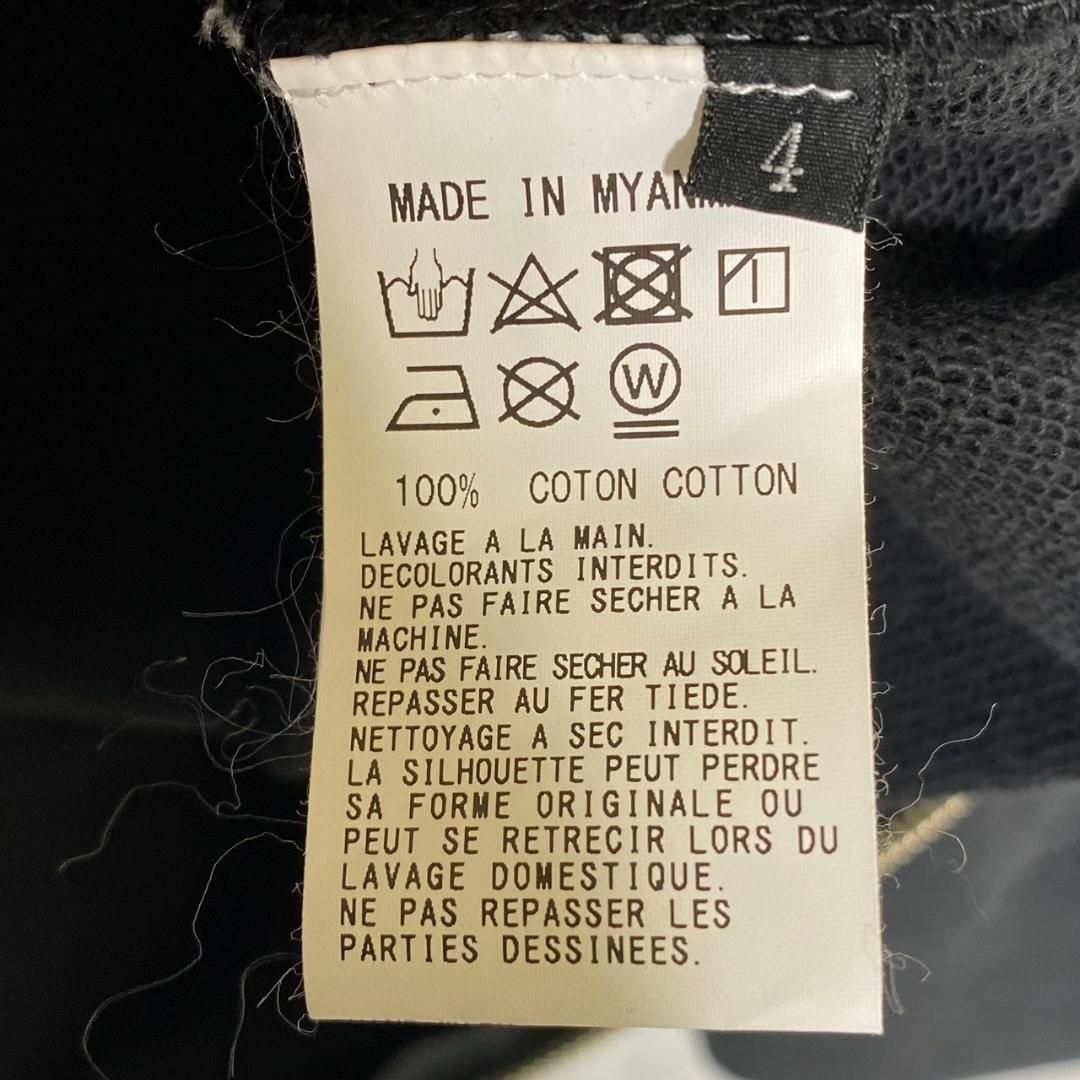 4
MADE IN
W
100% COTON COTTON
LAVAGE A LA MAIN.
DECOLORANTS INTERDITS.
NE PAS FAIRE SECHER A LA
MACHINE.
NE PAS FAIRE SECHER AU SOLEIL.
REPASSER AU FER TIEDE.
NETTOYAGE A SEC INTERDIT.
LA SILHOUETTE PEUT PERDRE
SA FORME ORIGINALE OU
PEUT SE RETRECIR LORS DU
LAVAGE DOMESTIQUE.
NE PAS REPASSER LES
PARTIES DESSINEES.